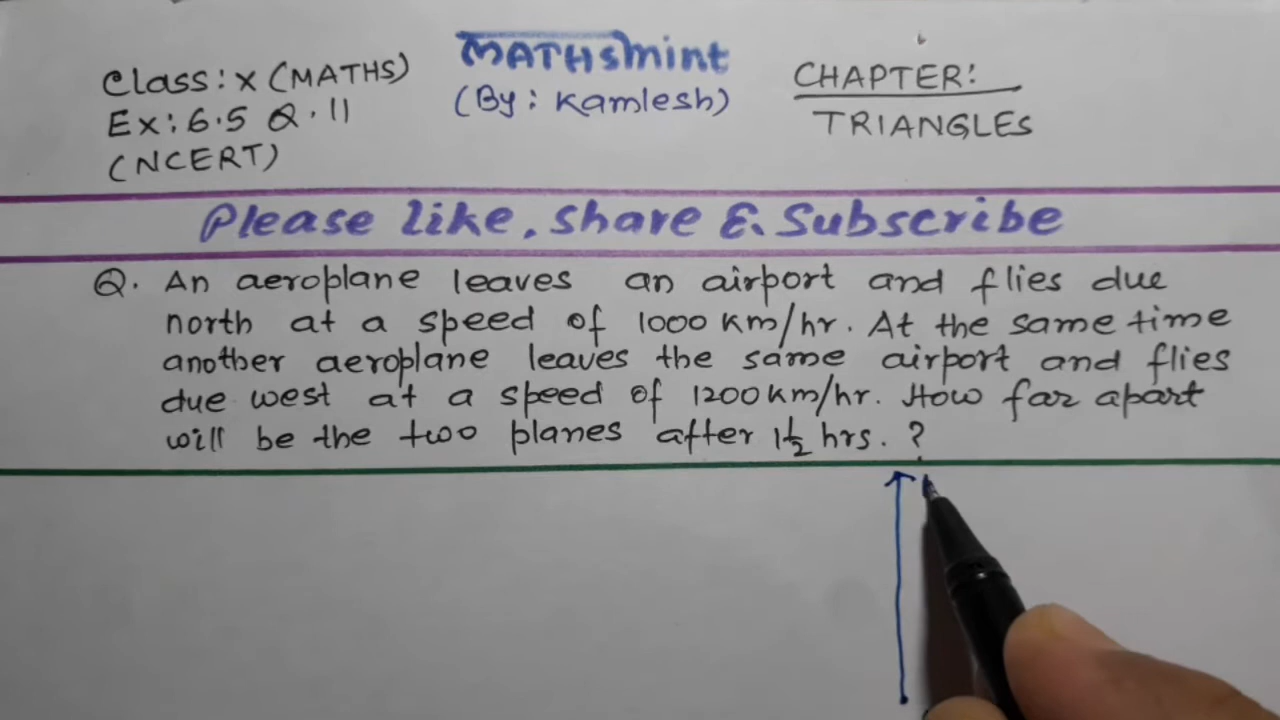 MATHSMint
(By: Kamlesh)
Class: X (MATHS)
Ex: 6.5 Q.11
(NCERT)
CHAPTER:
TRIANGLES
Please like, Share & Subscribe
Q. An aeroplane leaves an airport and flies due
north at a speed of 1000 km/hr. At the same time
another aeroplane leaves the same airport and flies
due west at a speed of 1200 km/hr. How far apart
will be the two planes after 1½ hrs. ?